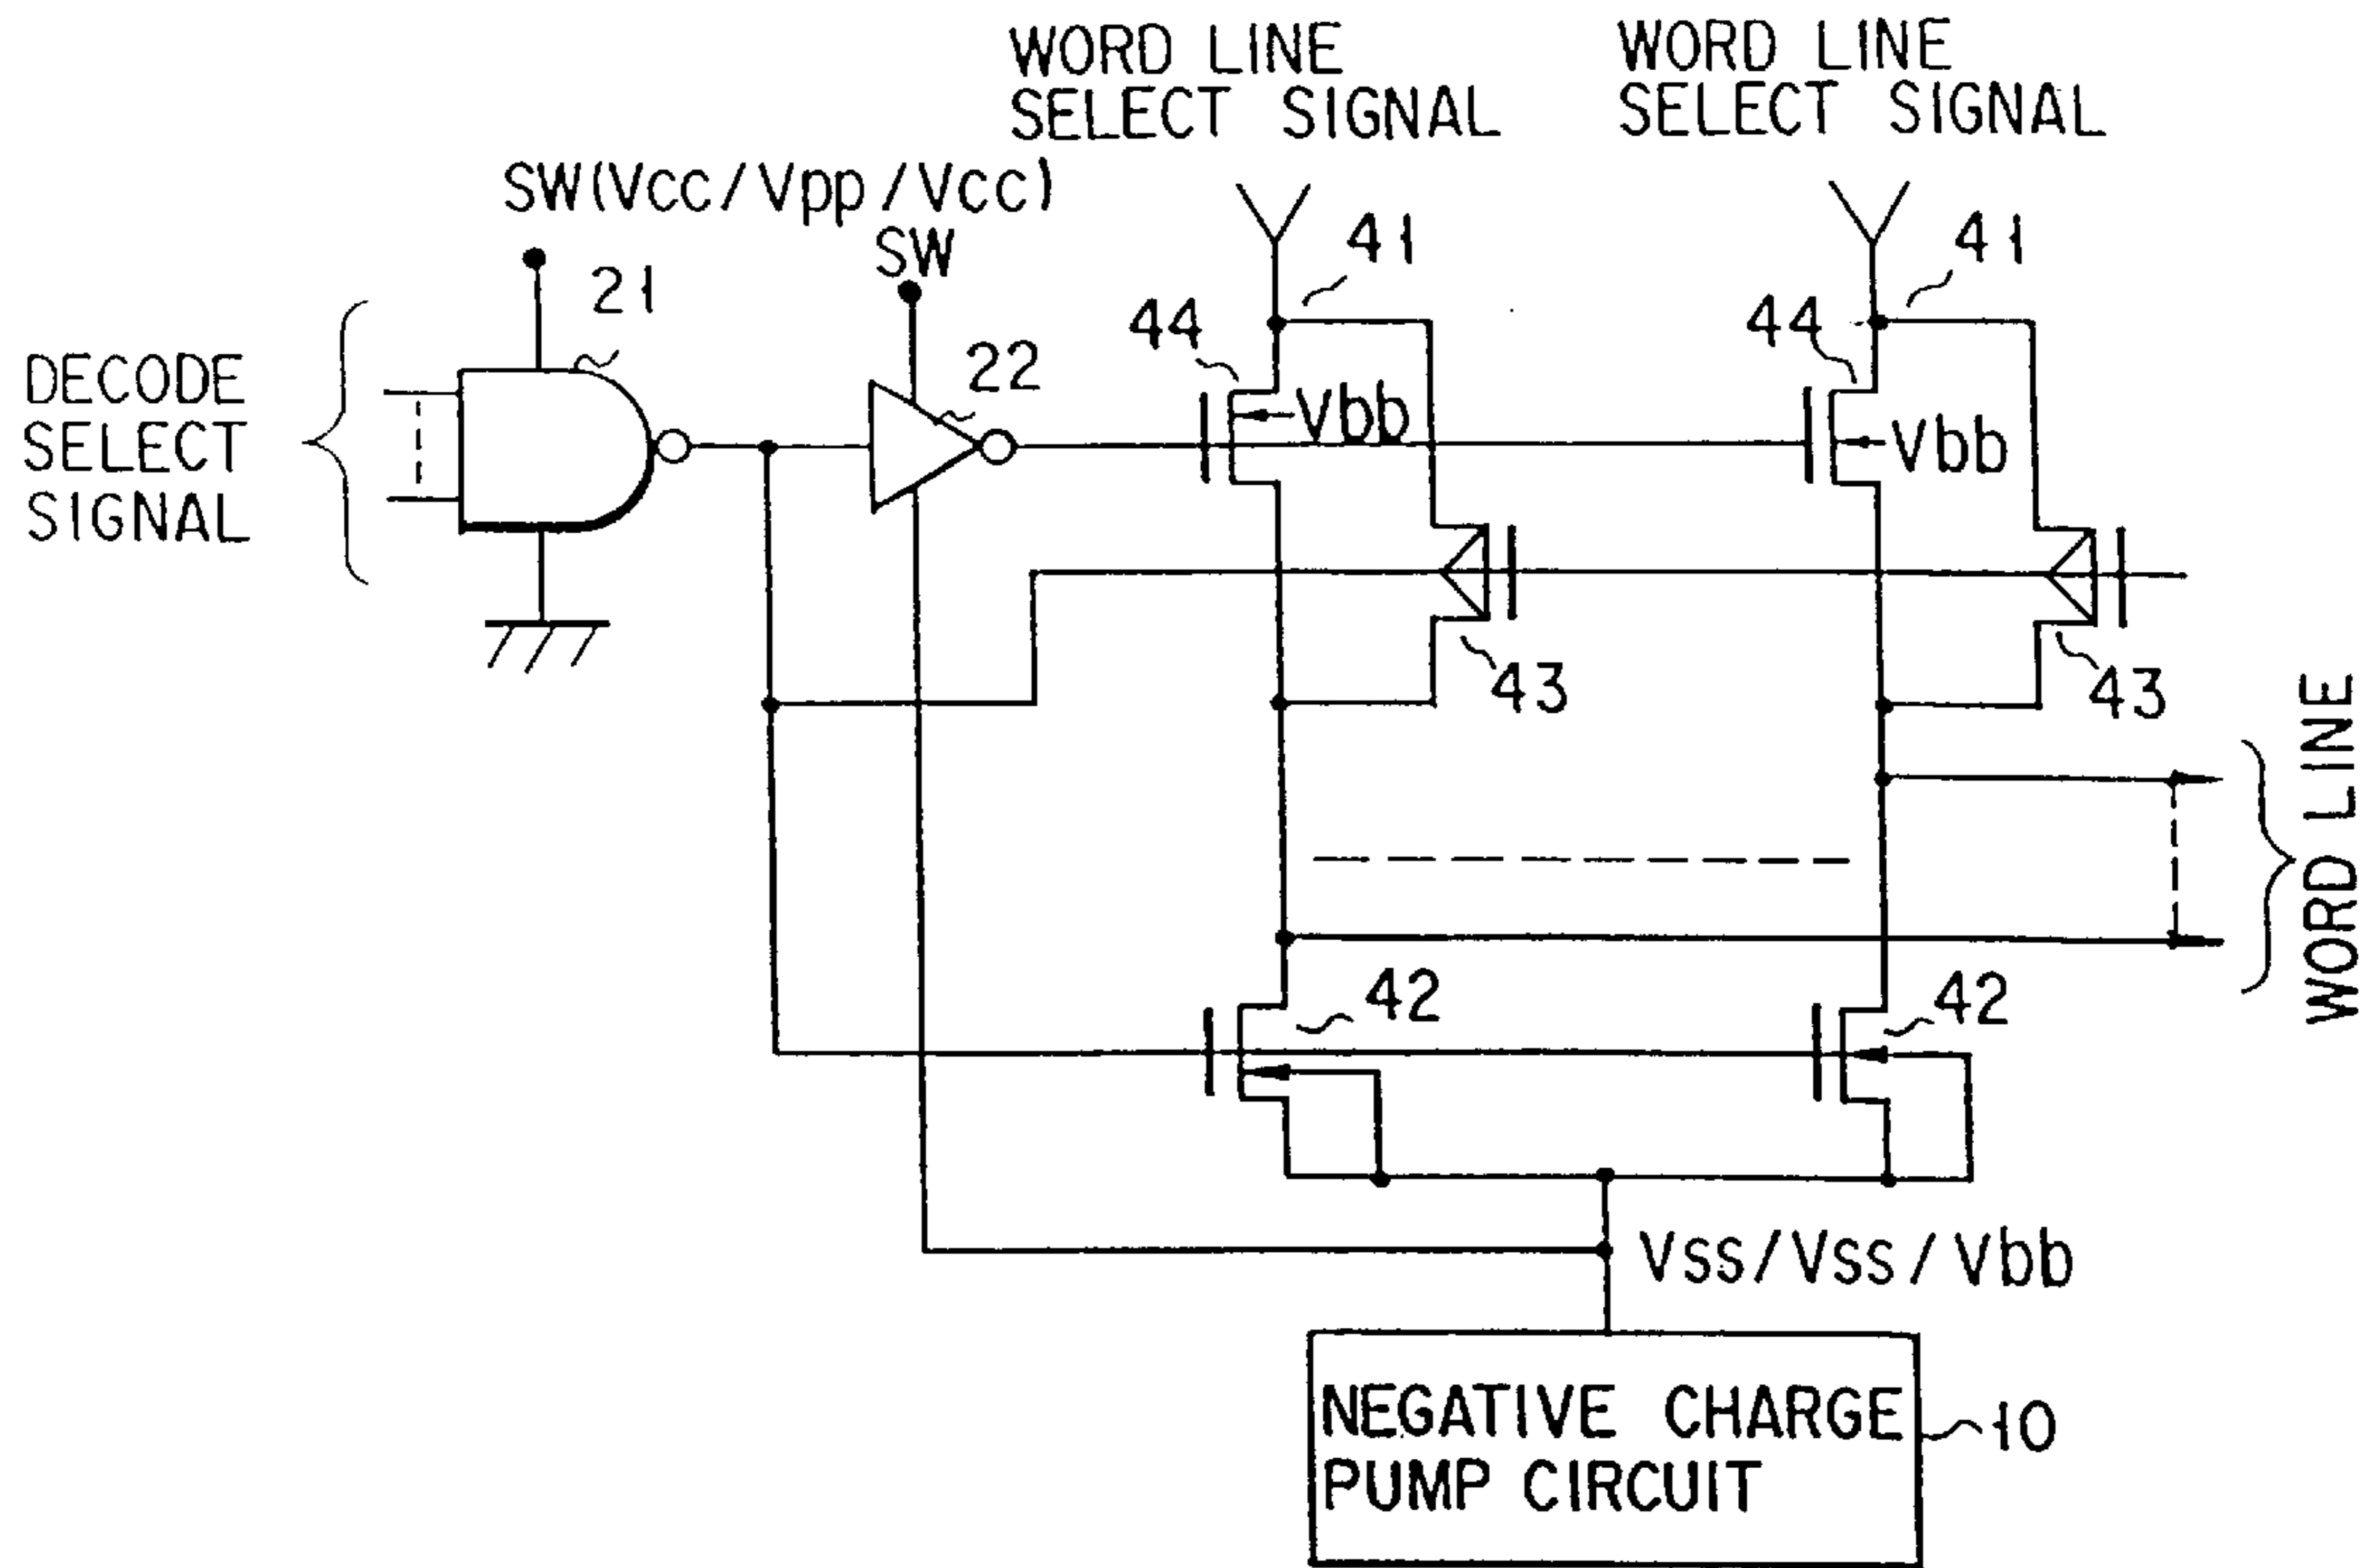 WORD LINE
SELECT SIGNAL
WORD LINE
SELECT SIGNAL
SW(Vcc/Vpp/Vcc)
SW
21
22
41
41
44
44
Vbb
Vbb
DECODE
SELECT
SIGNAL
43
43
WORD LINE
42
42
Vss/Vss/Vbb
NEGATIVE CHARGE
PUMP CIRCUIT
10